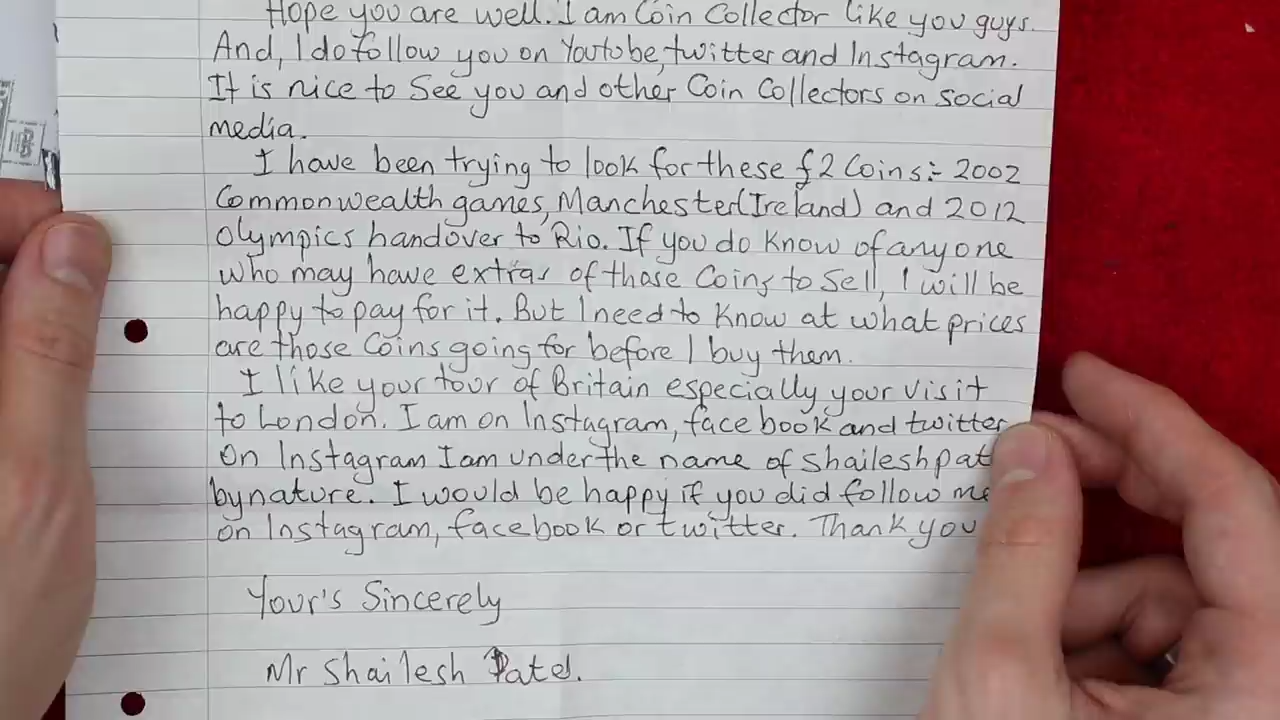 Hope you are well. I am Coin Collector like you guys.
And, I do follow you on Youtobe, twitter and Instagram.
It is nice to See you and other Coin Collectors on social
media.
I have been trying to look for these £2 Coins:- 2002
Commonwealth games, Manchester(Ireland) and 2012
Olympics handover to Rio. If you do Know of anyone
who may have extras of those Coins to Sell, I will be
happy to pay for it. But I need to Know at what prices
are those Coins going for before I buy them.
I like your tour of Britain especially your visit
to London. I am on Instagram, face book and twitter
On Instagram I am under the name of shaileshpat
bynature. I would be happy if you did follow me
on Instagram, facebook or twitter. Thank you
Your's Sincerely
Mr Shailesh Patel.